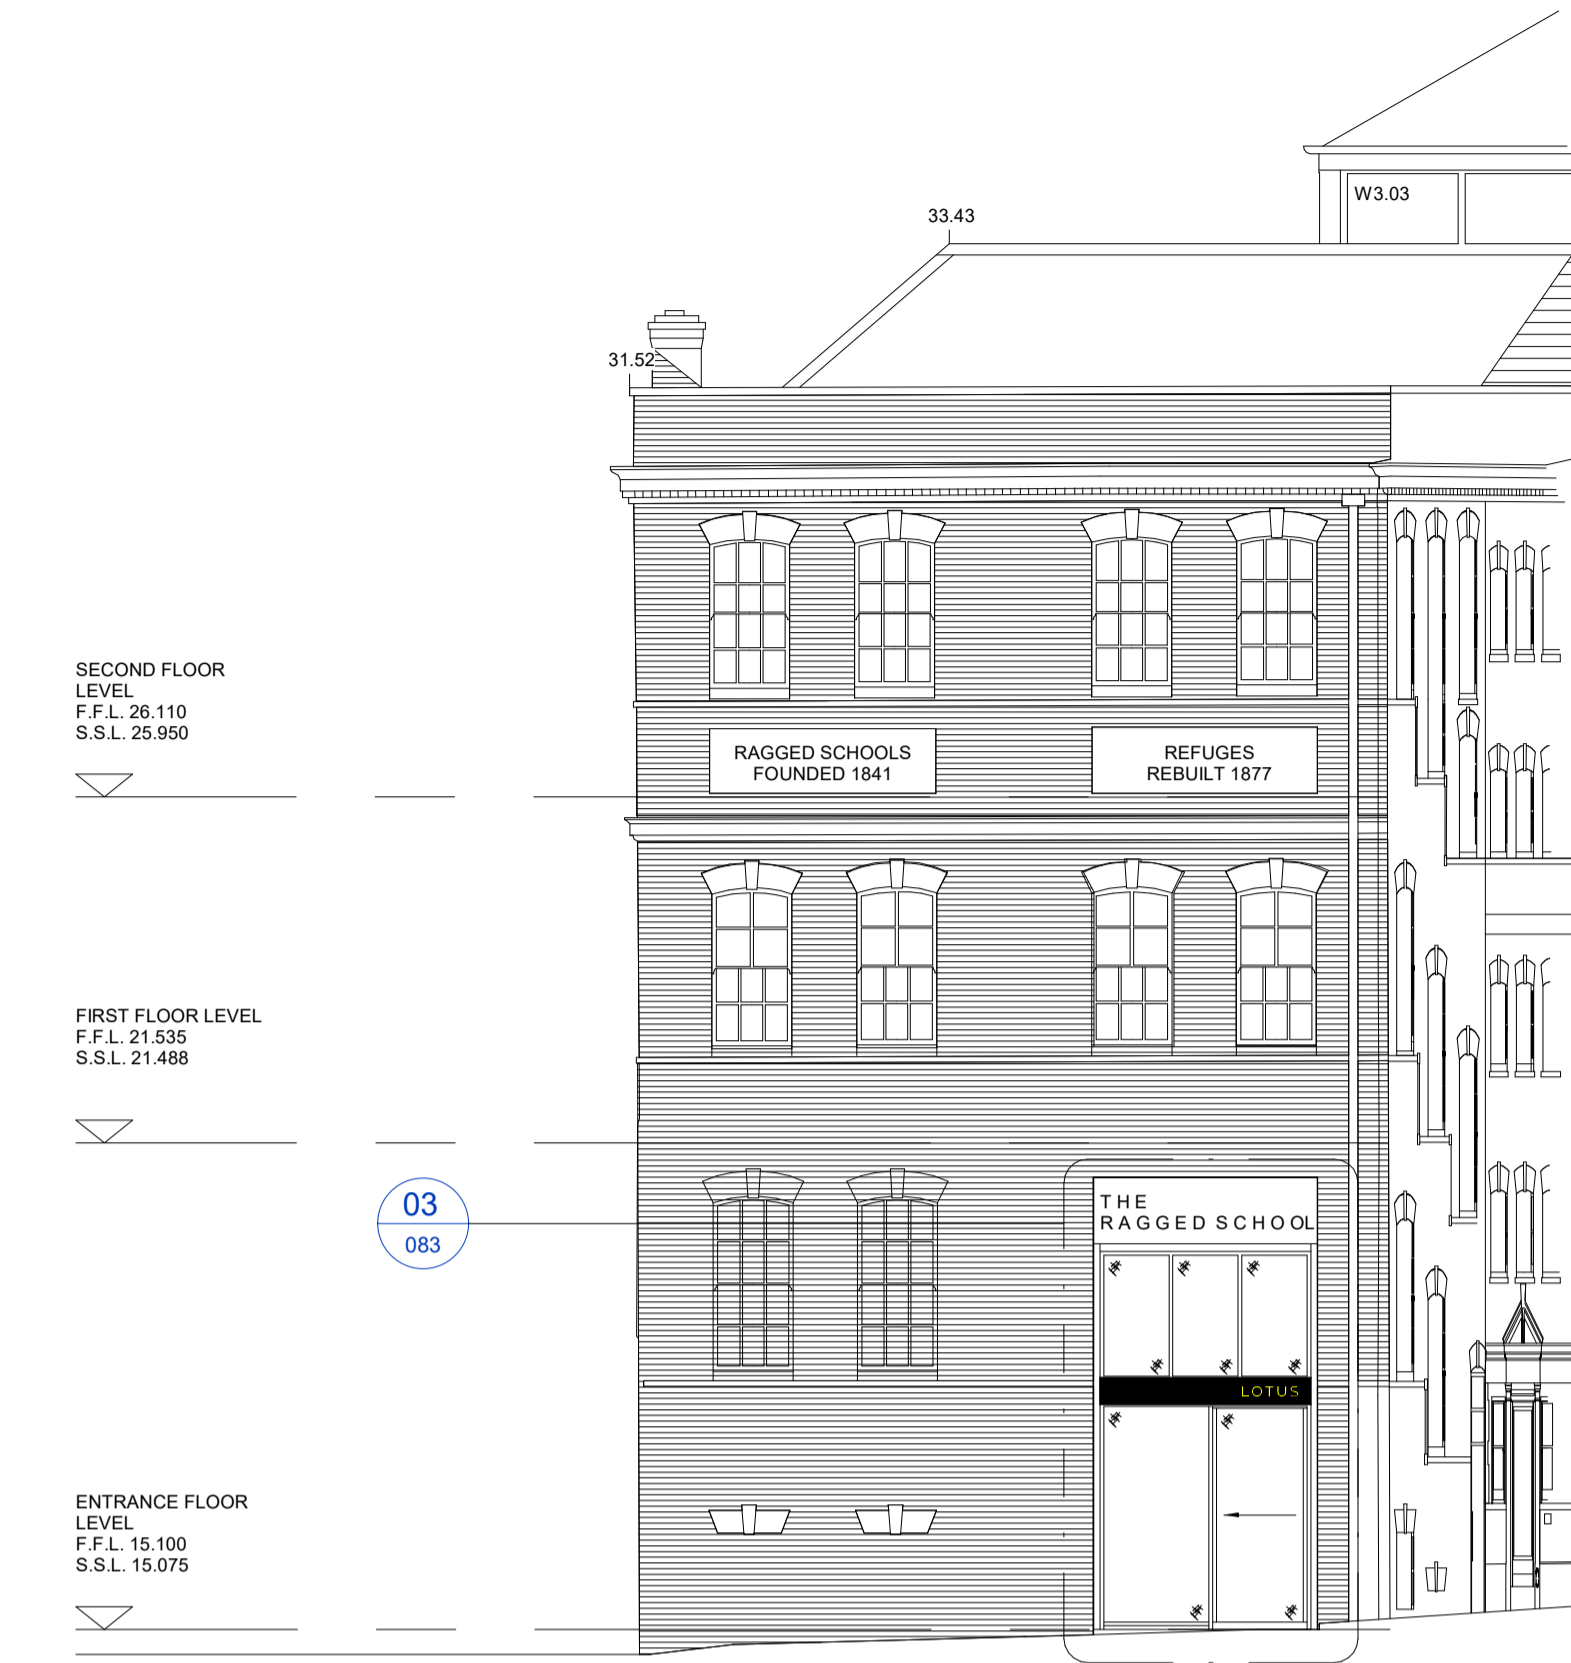 W3.03
33.43
31.52
SECOND FLOOR
LEVEL
F.F.L. 26.110
S.S.L. 25.950
RAGGED SCHOOLS
FOUNDED 1841
REFUGES
REBUILT 1877
FIRST FLOOR LEVEL
F.F.L. 21.535
S.S.L. 21.488
03
083
THE
RAGGED SCHOOL
LOTUS
ENTRANCE FLOOR
LEVEL
F.F.L. 15.100
S.S.L. 15.075